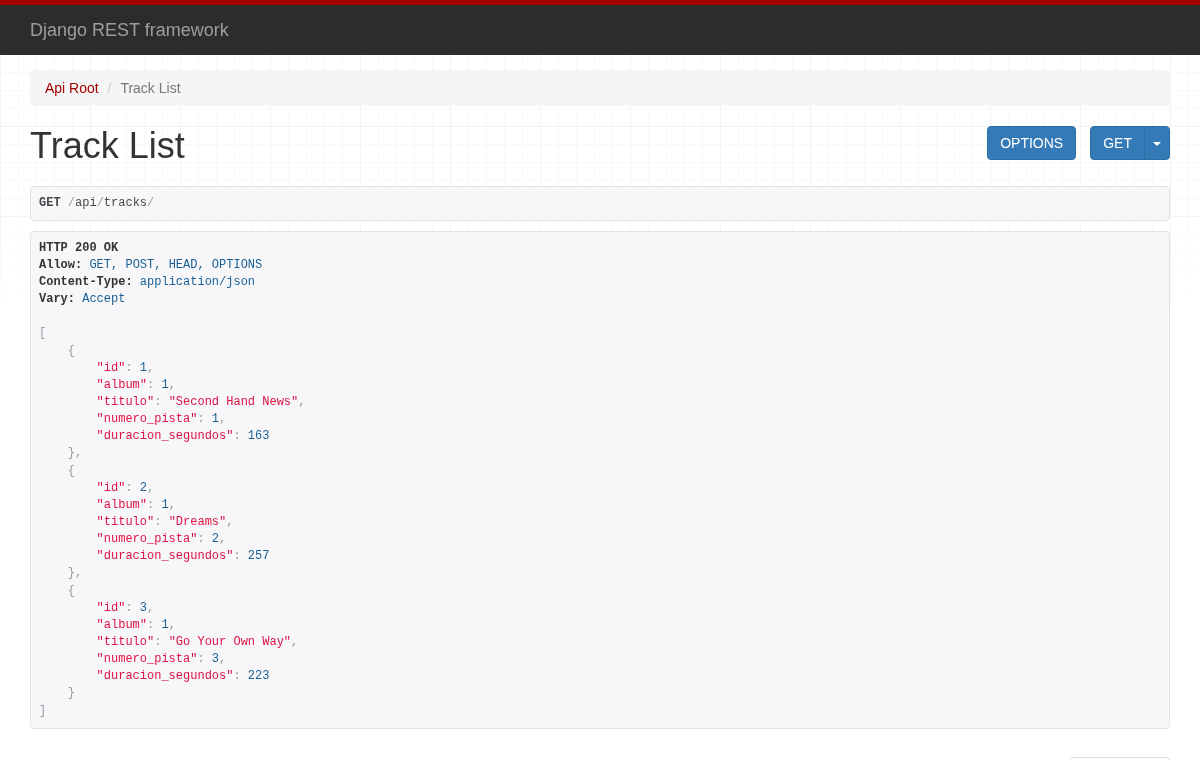 Django REST framework
Api Root / Track List
Track List
OPTIONS
GET
GET /api/tracks/
HTTP 200 OK
Allow: GET, POST, HEAD, OPTIONS
Content-Type: application/json
Vary: Accept
[
    {
        "id": 1,
        "album": 1,
        "titulo": "Second Hand News",
        "numero_pista": 1,
        "duracion_segundos": 163
    },
    {
        "id": 2,
        "album": 1,
        "titulo": "Dreams",
        "numero_pista": 2,
        "duracion_segundos": 257
    },
    {
        "id": 3,
        "album": 1,
        "titulo": "Go Your Own Way",
        "numero_pista": 3,
        "duracion_segundos": 223
    }
]